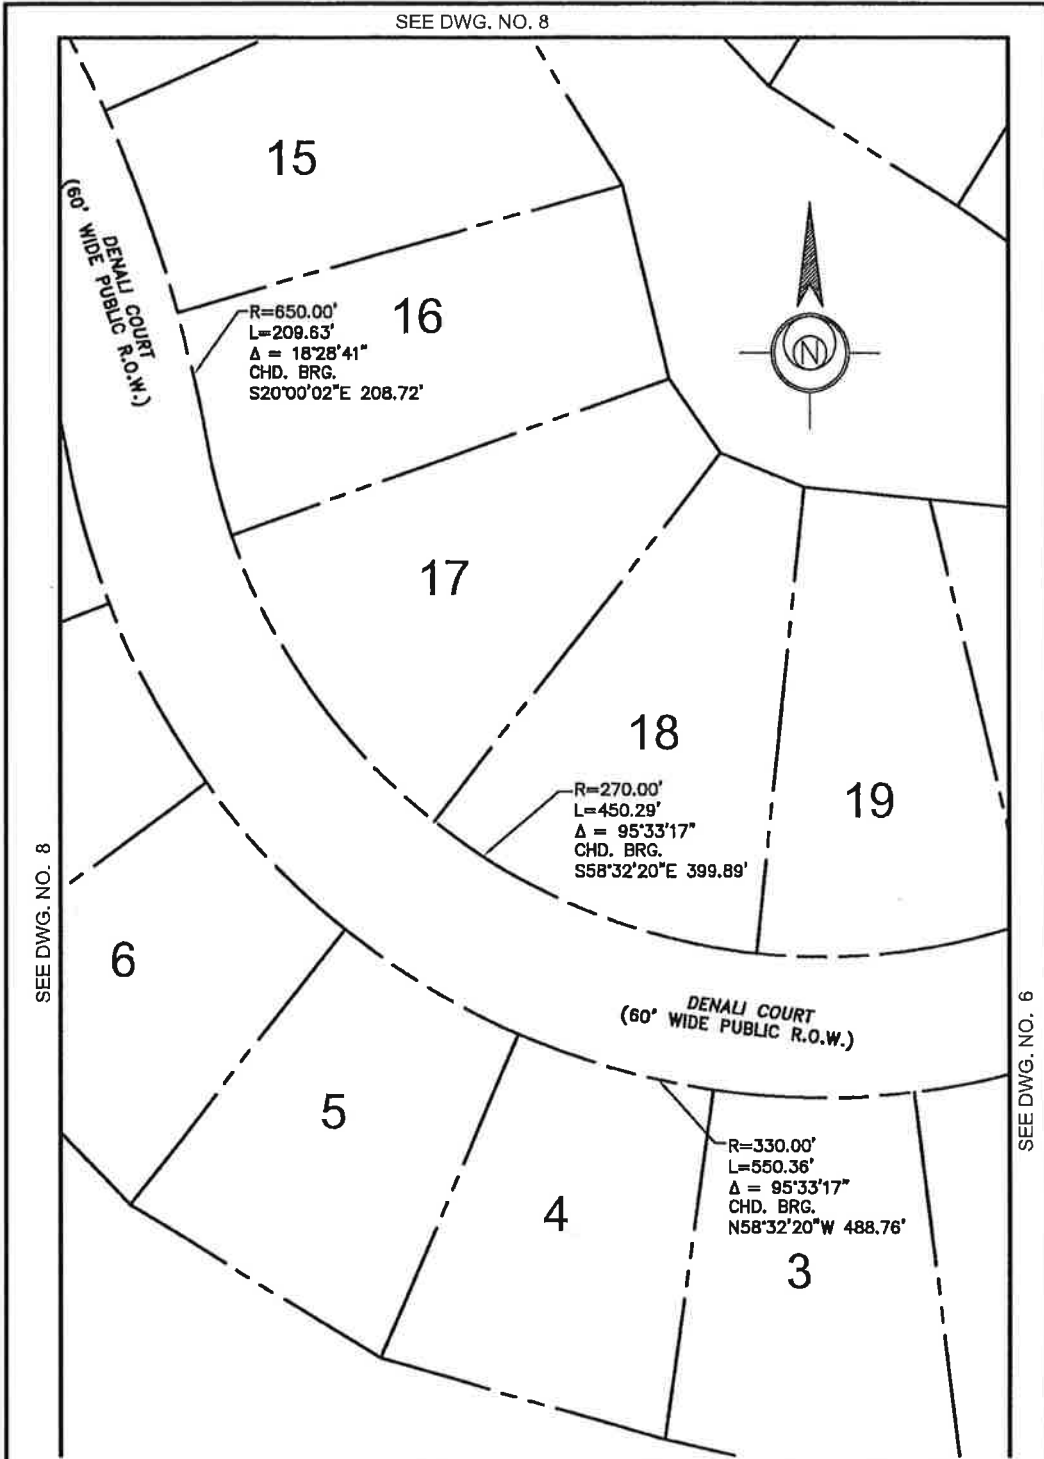 SEE DWG. NO. 8
15
DENALI COURT
(60' WIDE PUBLIC R.O.W.)
16
R=650.00'
L=209.63'
Δ = 18°28'41"
CHD. BRG.
S20°00'02"E 208.72'
N
17
18
R=270.00'
L=450.29'
Δ = 95°33'17"
CHD. BRG.
S58°32'20"E 399.89'
19
SEE DWG. NO. 8
6
DENALI COURT
(60' WIDE PUBLIC R.O.W.)
SEE DWG. NO. 6
5
R=330.00'
L=550.36'
Δ = 95°33'17"
CHD. BRG.
N58°32'20"W 488.76'
4
3